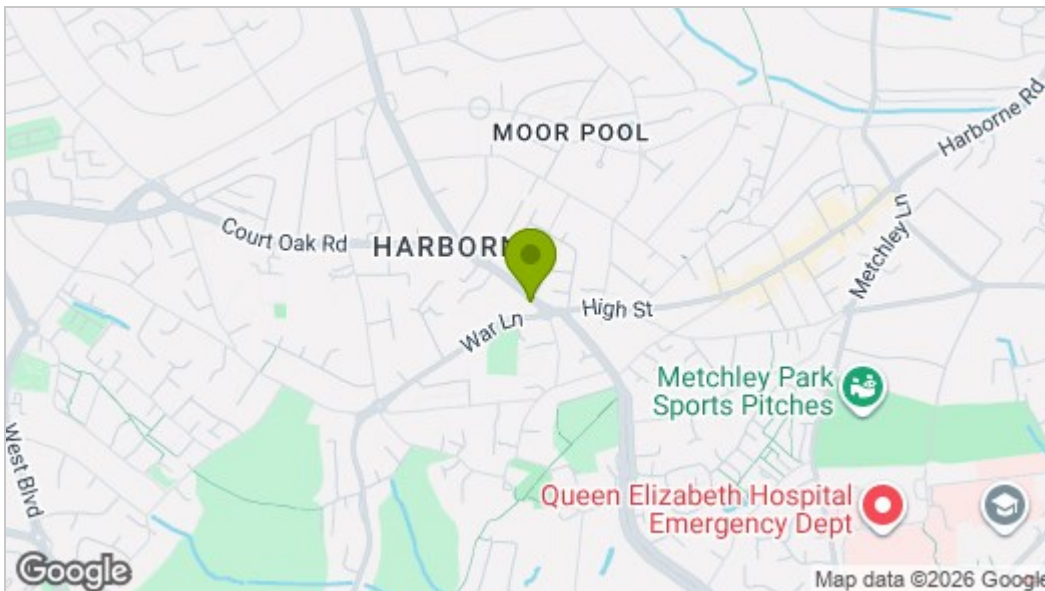 MOOR POOL
Harborne Rd
Metchley Ln
Court Oak Rd
HARBORN
High St
War Ln
Metchley Park
Sports Pitches
West Blvd
Queen Elizabeth Hospital
Emergency Dept
Google
Map data ©2026 Google